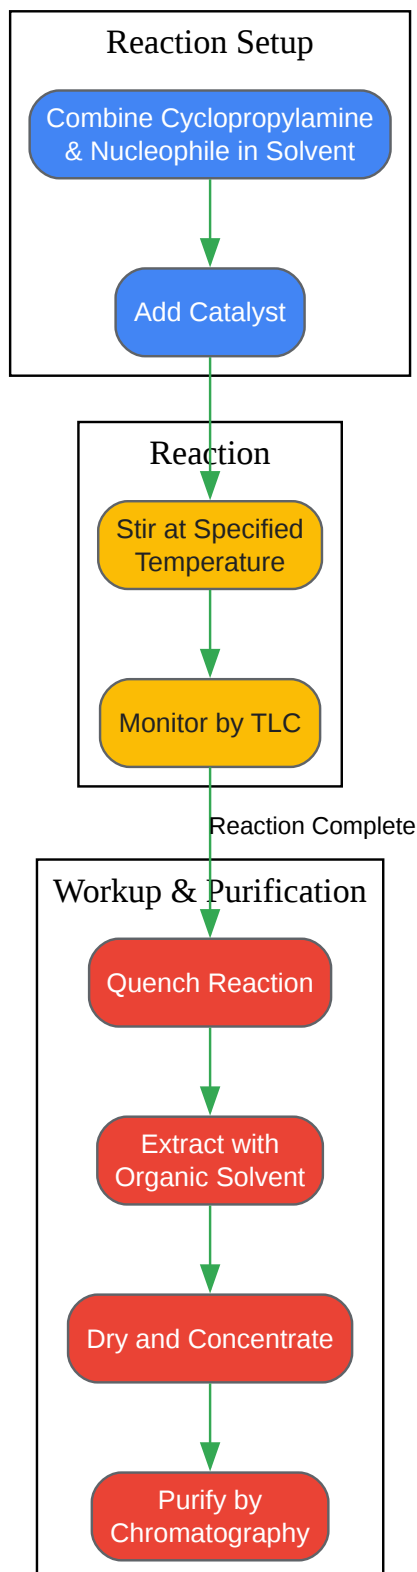 Reaction Setup
Combine Cyclopropylamine
& Nucleophile in Solvent
Add Catalyst
Reaction
Stir at Specified
Temperature
Monitor by TLC
Reaction Complete
Workup & Purification
Quench Reaction
Extract with
Organic Solvent
Dry and Concentrate
Purify by
Chromatography